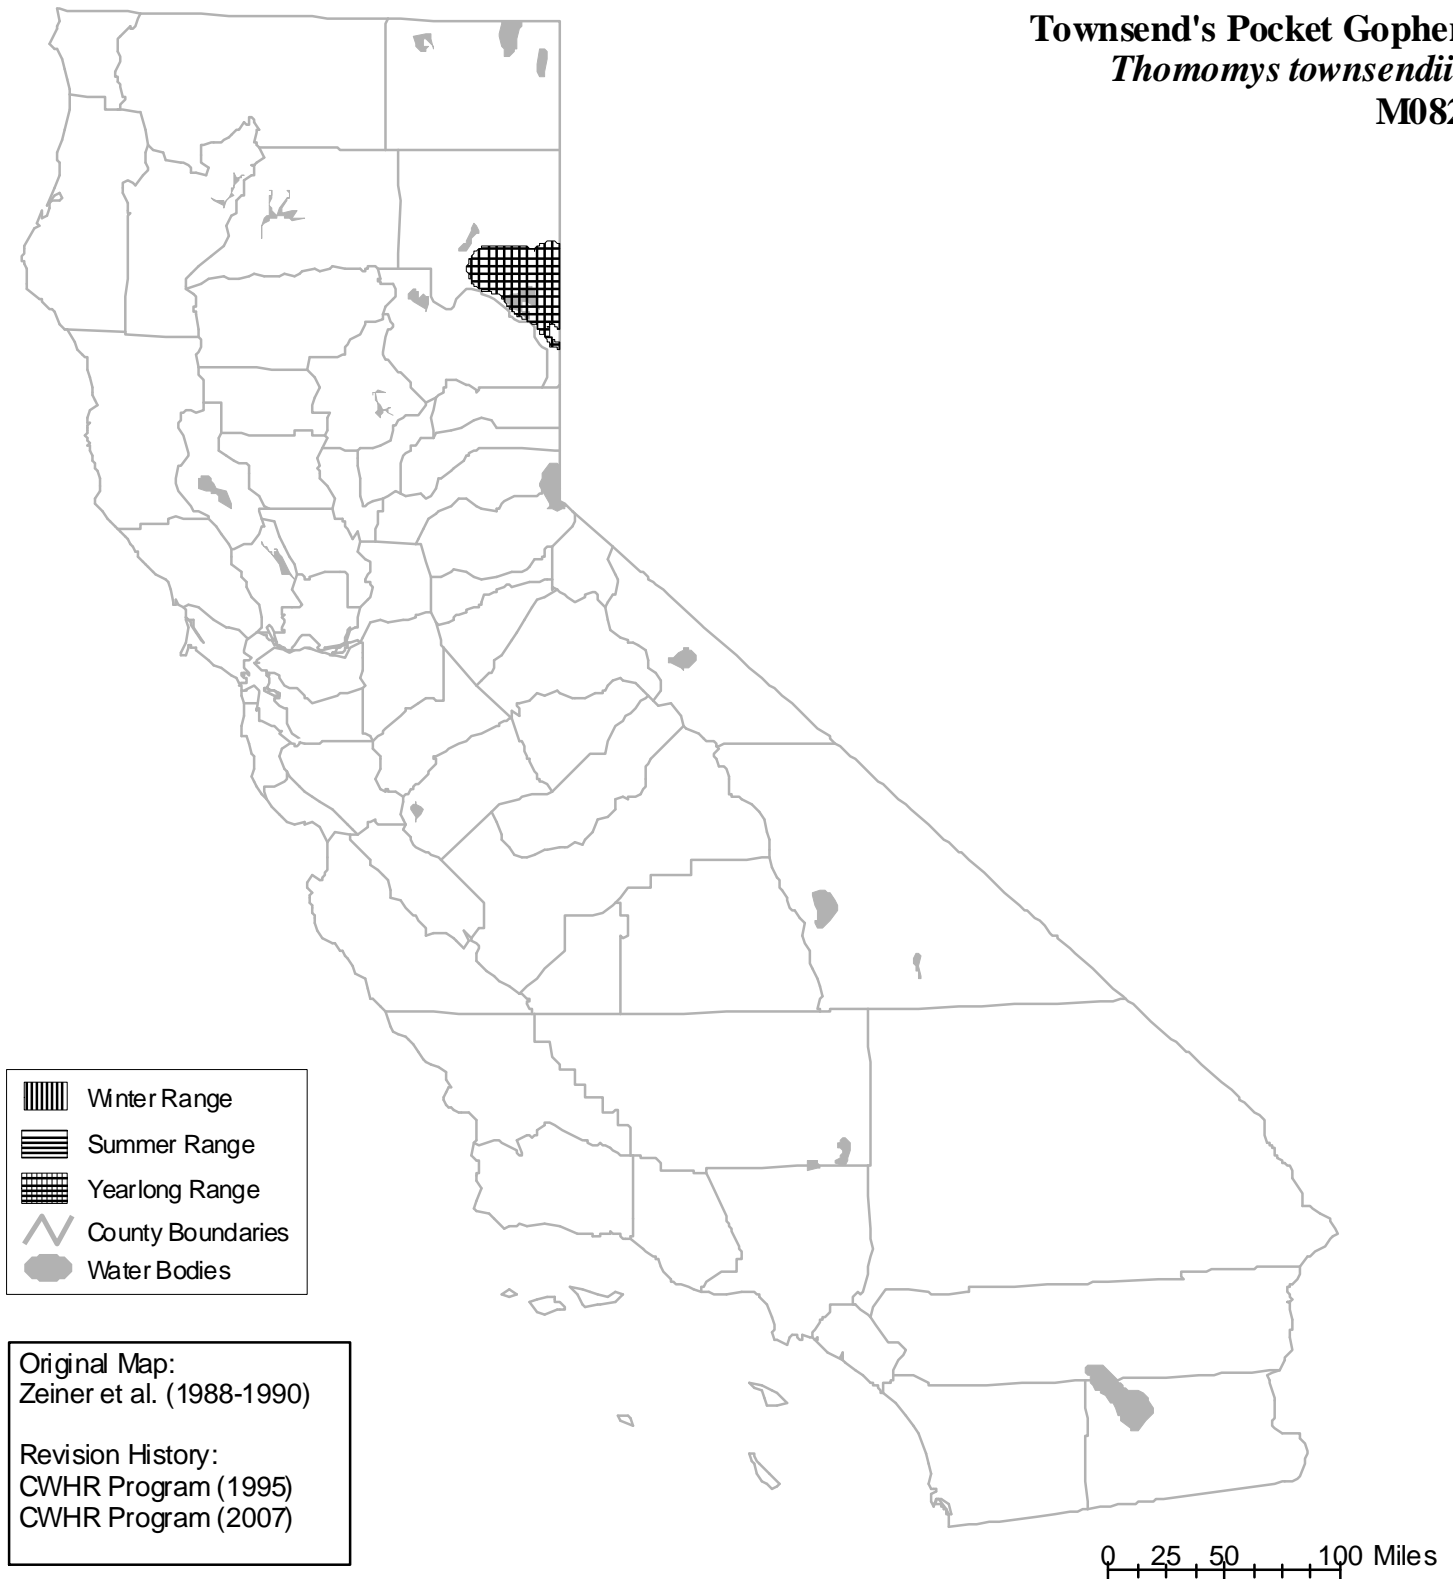 Townsend's Pocket Gopher
Thomomys townsendii
M082
Winter Range
Summer Range
Yearlong Range
County Boundaries
Water Bodies
Original Map:
Zeiner et al. (1988-1990)
Revision History:
CWHR Program (1995)
CWHR Program (2007)
0 25 50 100 Miles